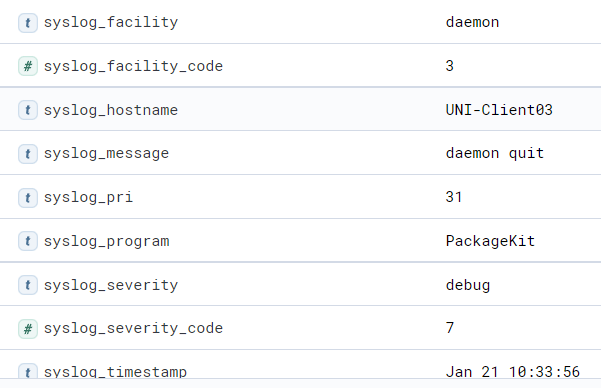 t syslog_facility daemon
# syslog_facility_code 3
t syslog_hostname UNI-Client03
t syslog_message daemon quit
t syslog_pri 31
t syslog_program PackageKit
t syslog_severity debug
# syslog_severity_code 7
t syslog_timestamp Jan 21 10:33:56